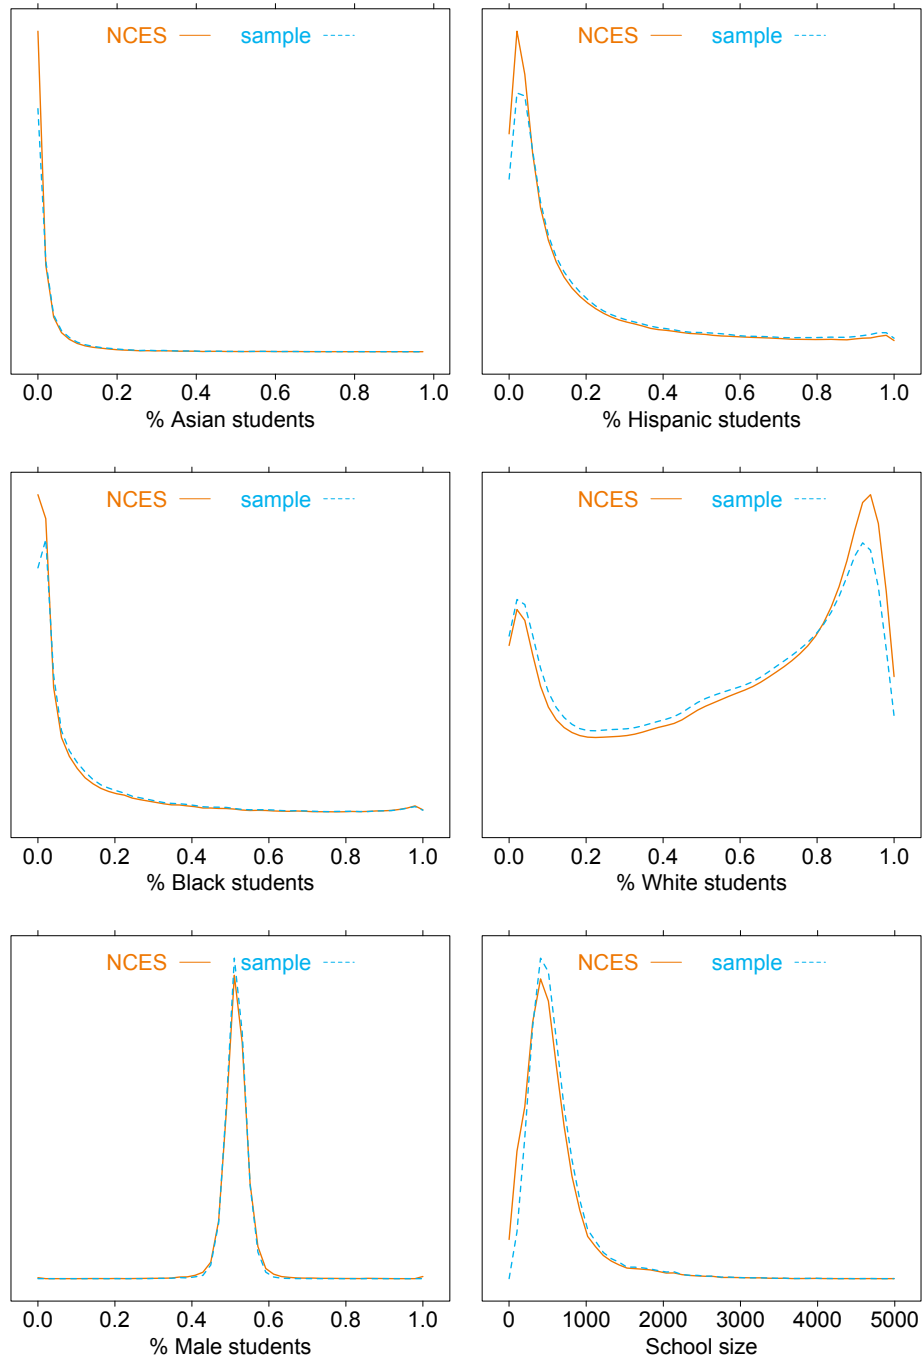 NCES sample
NCES sample
0.0 0.2 0.4 0.6 0.8 1.0
% Asian students
0.0 0.2 0.4 0.6 0.8 1.0
% Hispanic students
NCES sample
NCES sample
0.0 0.2 0.4 0.6 0.8 1.0
% Black students
0.0 0.2 0.4 0.6 0.8 1.0
% White students
NCES sample
NCES sample
0.0 0.2 0.4 0.6 0.8 1.0
% Male students
0 1000 2000 3000 4000 5000
School size